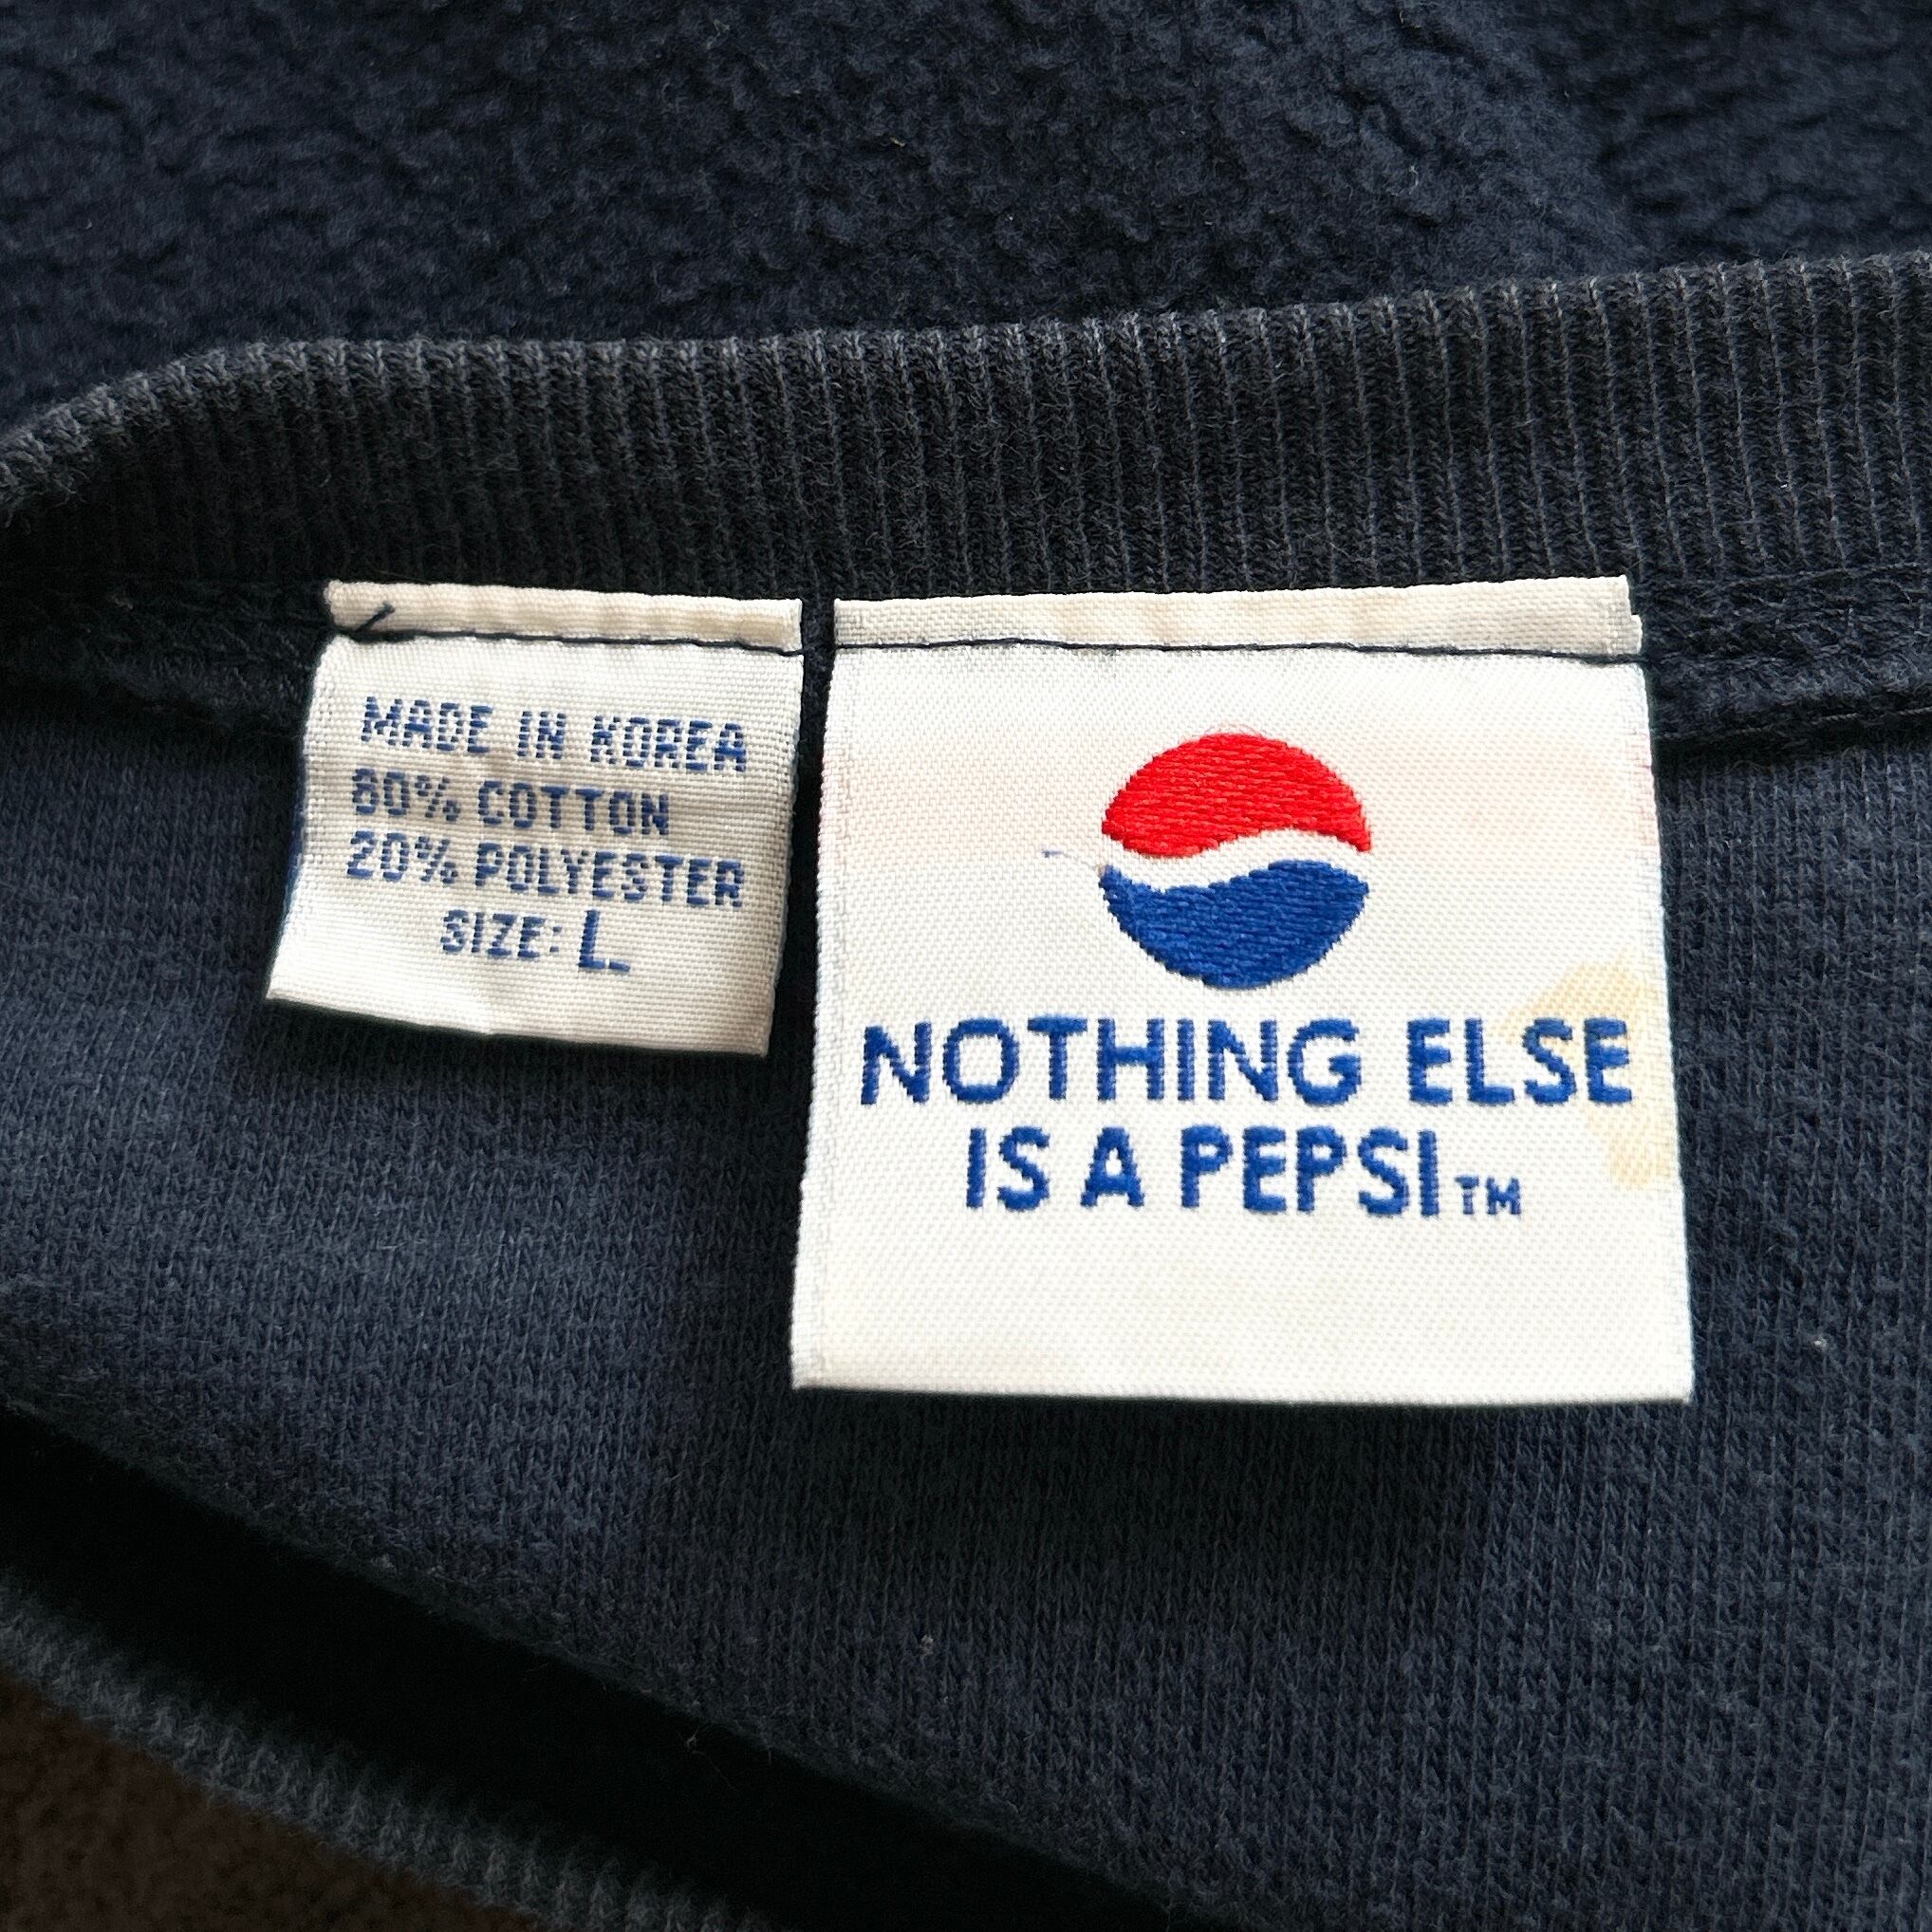 MADE IN KOREA
80% COTTON
20% POLYESTER
SIZE: L.
NOTHING ELSE
IS A PEPSI™